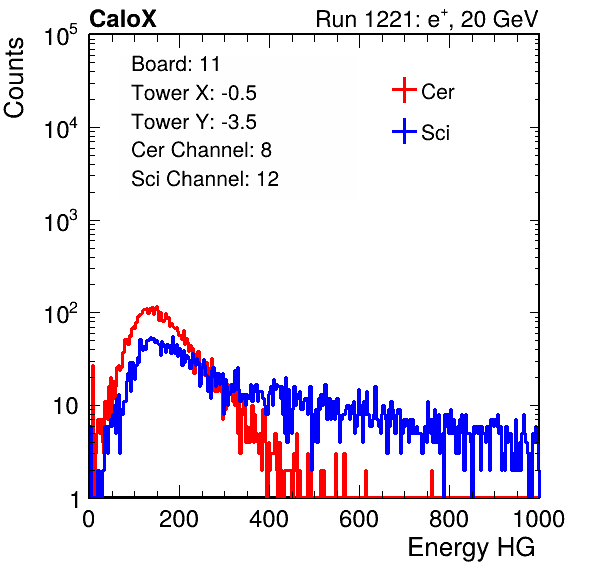 CaloX
Run 1221: e⁺, 20 GeV
Counts
Board: 11
Tower X: -0.5
Tower Y: -3.5
Cer Channel: 8
Sci Channel: 12
Cer
Sci
10⁵
10⁴
10³
10²
10
1
0 200 400 600 800 1000
Energy HG